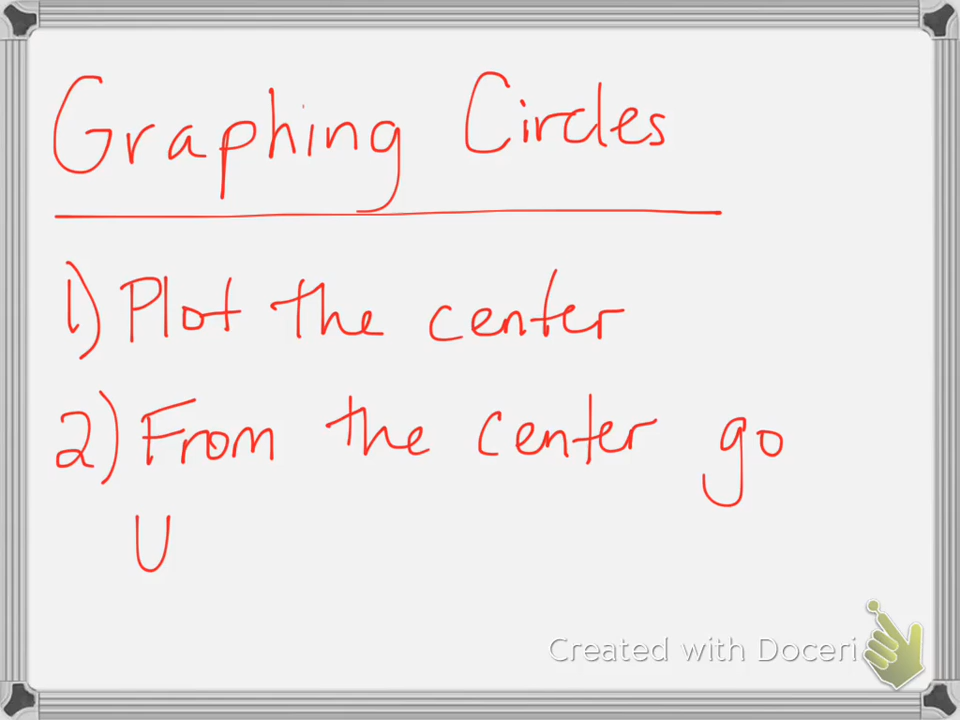 Graphing Circles
1) Plot the center
2) From the center go
U
Created with Doceri